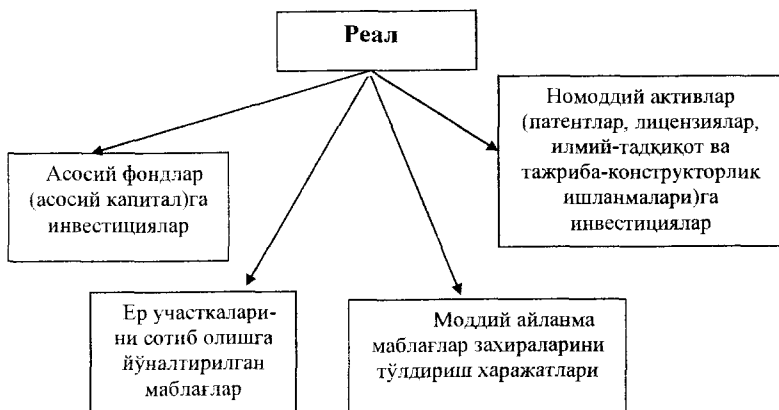 Реал
Асосий фондлар
(асосий капитал)га
инвестициялар
Номоддий активлар
(патентлар, лицензиялар,
илмий-тадқиқот ва
тажриба-конструкторлик
ишланмалари)га
инвестициялар
Ер участкалари-
ни сотиб олишга
йўналтирилган
маблағлар
Моддий айланма
маблағлар захираларини
тўлдириш харажатлари